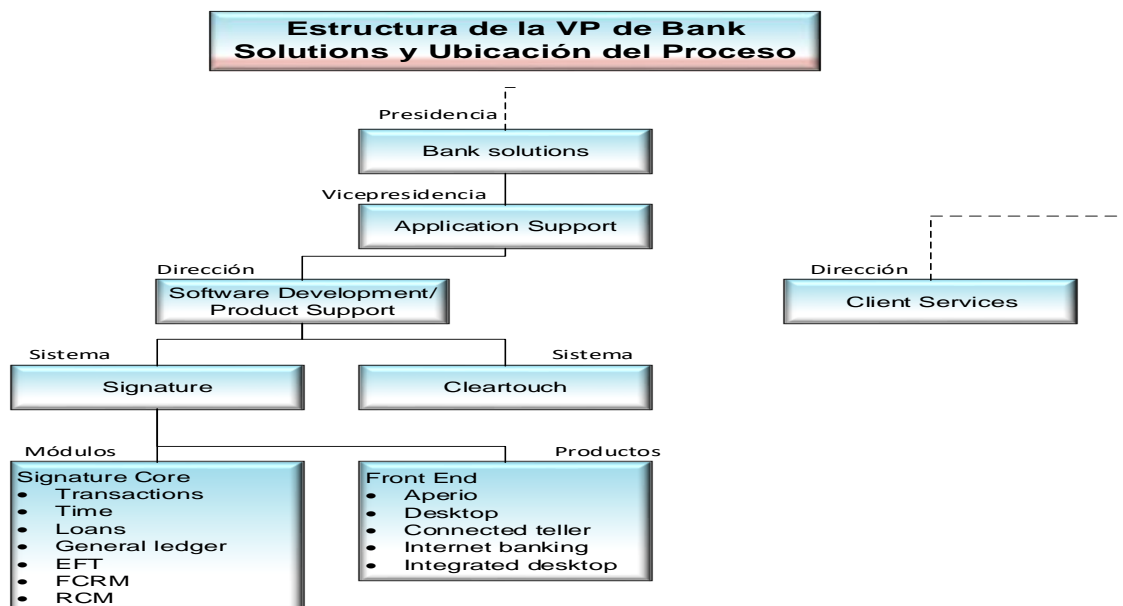 Estructura de la VP de Bank
Solutions y Ubicación del Proceso
Presidencia
Bank solutions
Vicepresidencia
Application Support
Dirección
Software Development/
Product Support
Dirección
Client Services
Sistema
Signature
Sistema
Cleartouch
Módulos
Signature Core
• Transactions
• Time
• Loans
• General ledger
• EFT
• FCRM
• RCM
Productos
Front End
• Aperio
• Desktop
• Connected teller
• Internet banking
• Integrated desktop